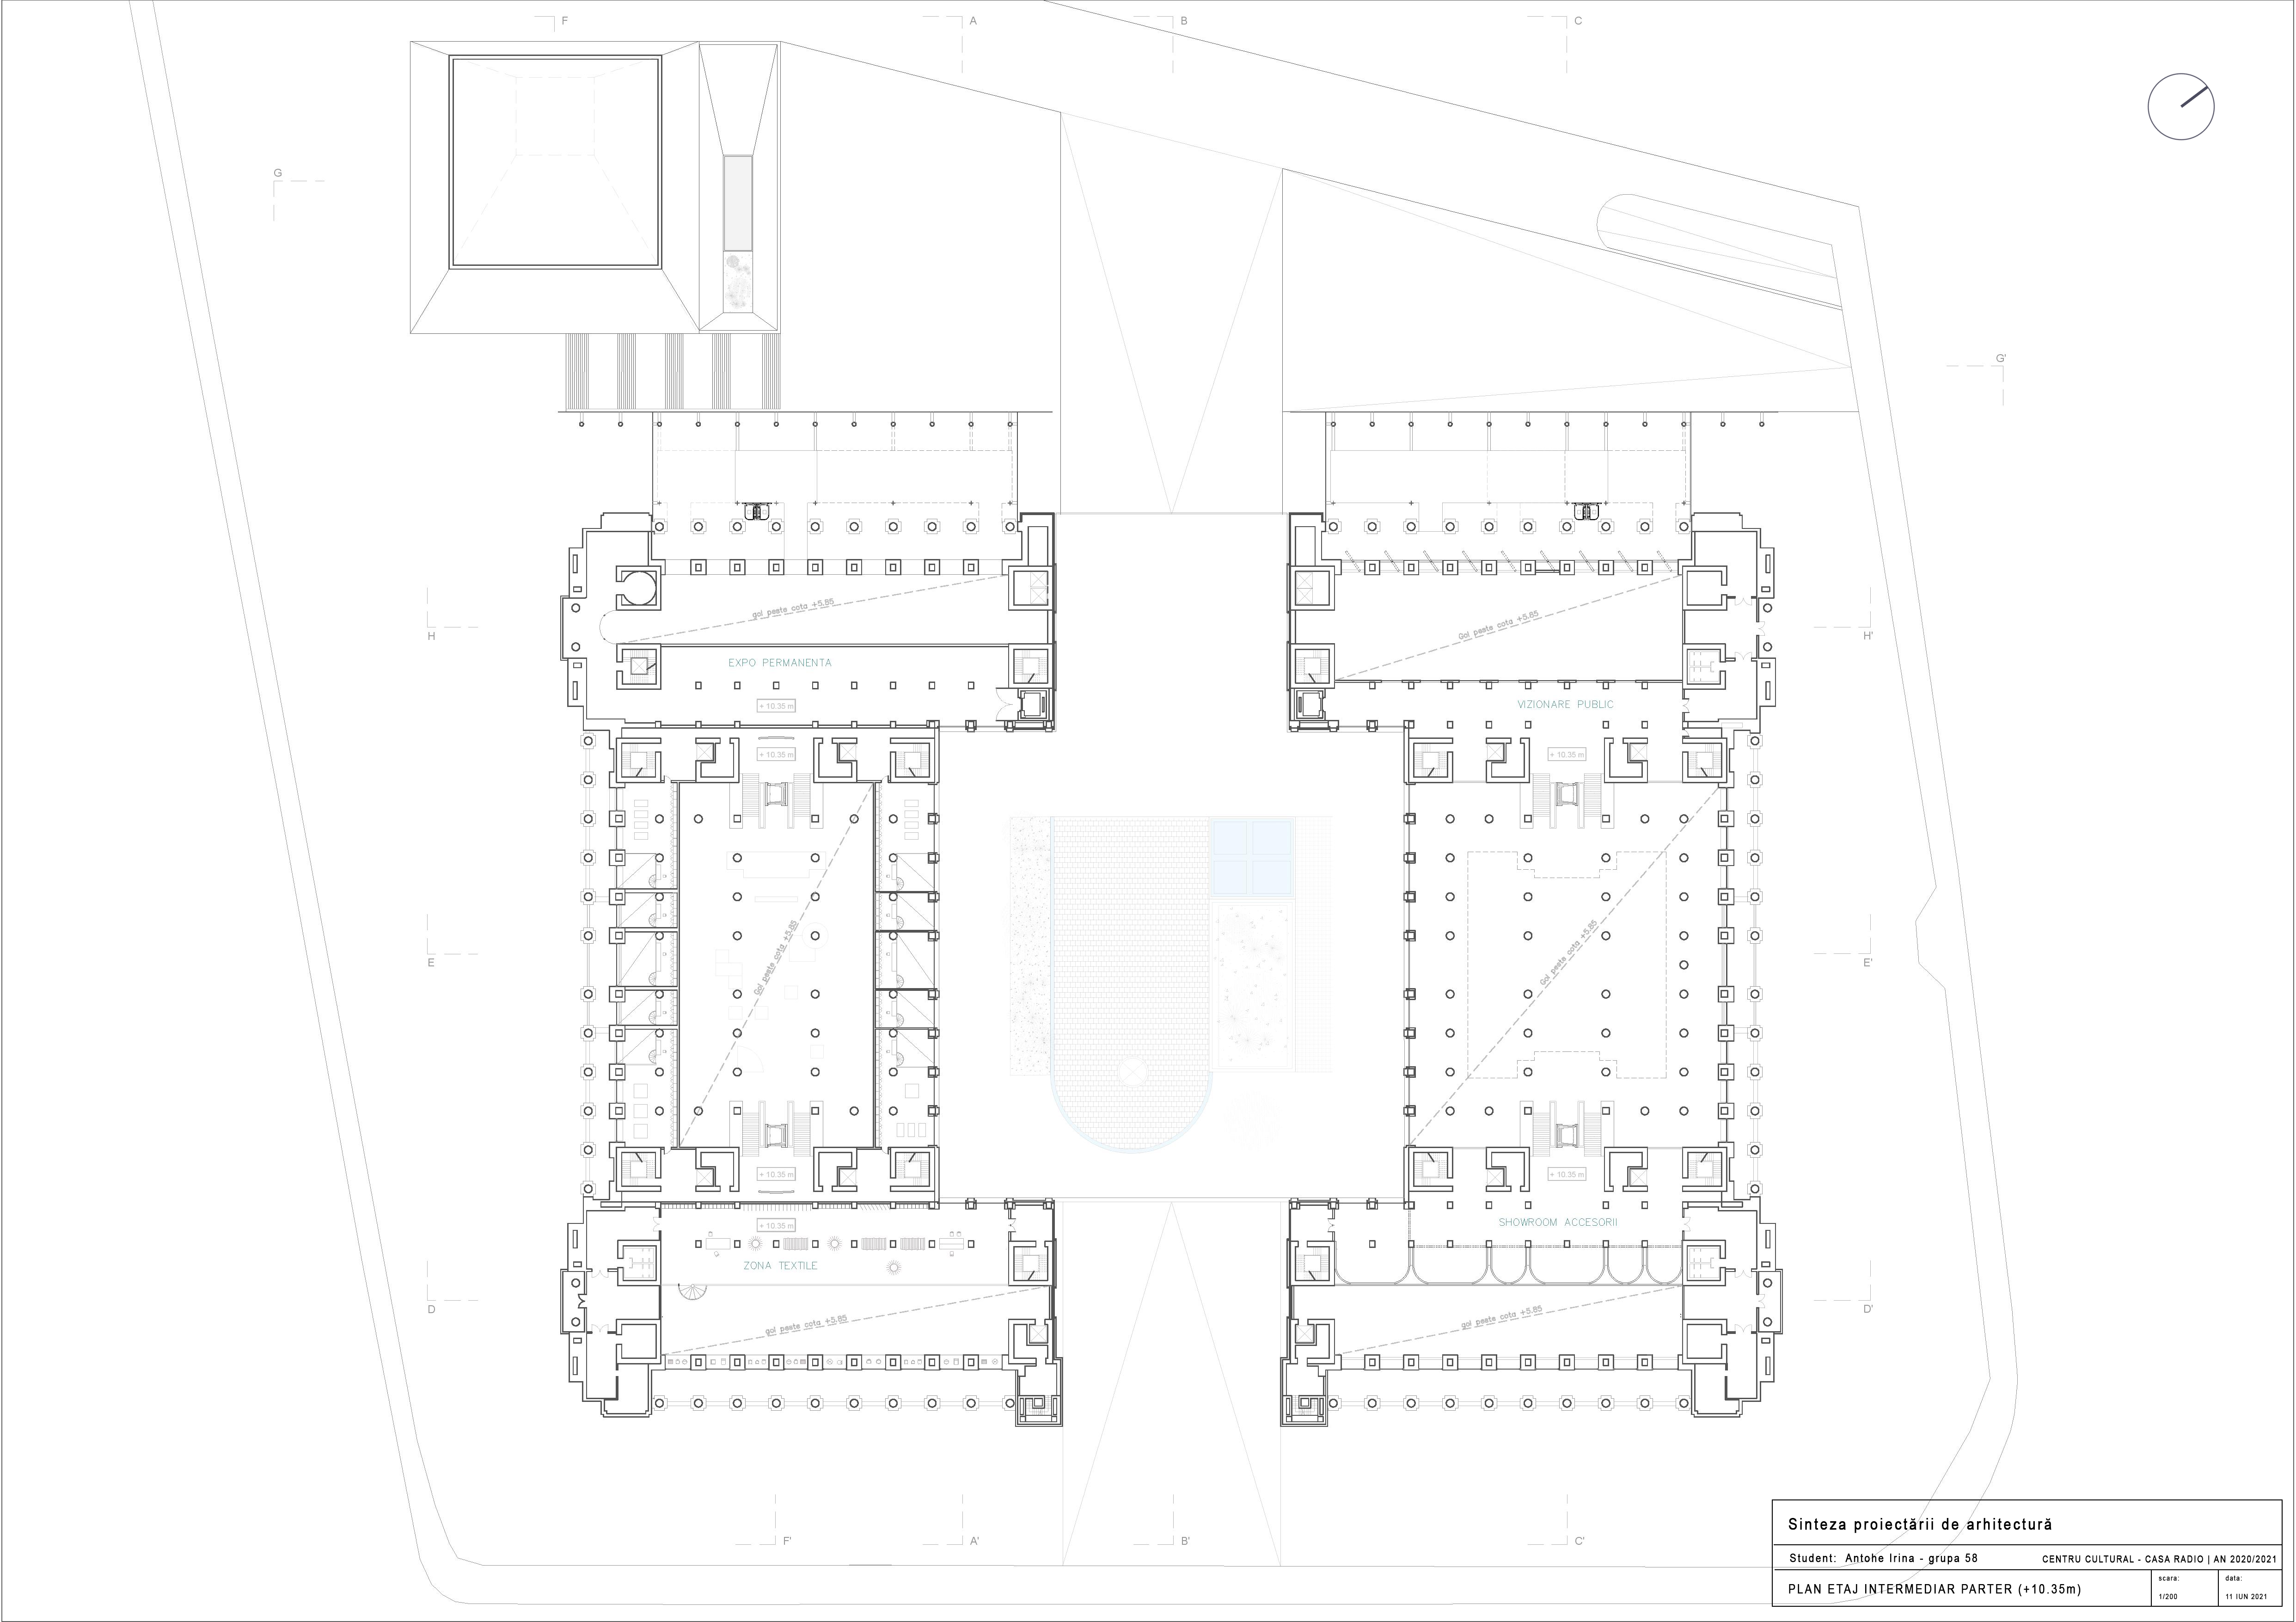 F
A
B
C
G
G'
gol peste cota +5.85
Gol peste cota +5.85
H
H'
EXPO PERMANENTA
+ 10.35 m
VIZIONARE PUBLIC
+ 10.35 m
+ 10.35 m
Gol peste cota +5.85
Gol peste cota +5.85
E
E'
+ 10.35 m
+ 10.35 m
+ 10.35 m
SHOWROOM ACCESORII
ZONA TEXTILE
D
D'
gol peste cota +5.85
gol peste cota +5.85
F'
A'
B'
C'
Sinteza proiectării de arhitectură
Student: Antohe Irina - grupa 58
CENTRU CULTURAL - CASA RADIO | AN 2020/2021
PLAN ETAJ INTERMEDIAR PARTER (+10.35m)
scara:
1/200
data:
11 IUN 2021